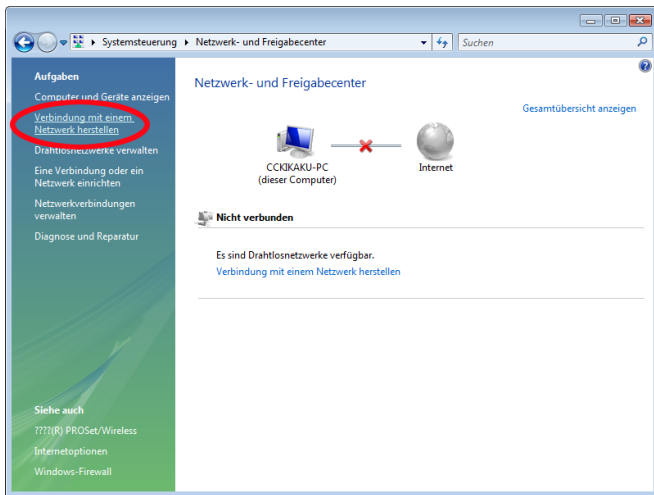 Systemsteuerung
Netzwerk- und Freigabecenter
Suchen
Aufgaben
Computer und Geräte anzeigen
Verbindung mit einem
Netzwerk herstellen
Drahtlosnetzwerke verwalten
Eine Verbindung oder ein
Netzwerk einrichten
Netzwerkverbindungen
verwalten
Diagnose und Reparatur
Siehe auch
????(R) PROSet/Wireless
Internetoptionen
Windows-Firewall
Netzwerk- und Freigabecenter
Gesamtübersicht anzeigen
CCKIKAKU-PC
(dieser Computer)
Internet
Nicht verbunden
Es sind Drahtlosnetzwerke verfügbar.
Verbindung mit einem Netzwerk herstellen